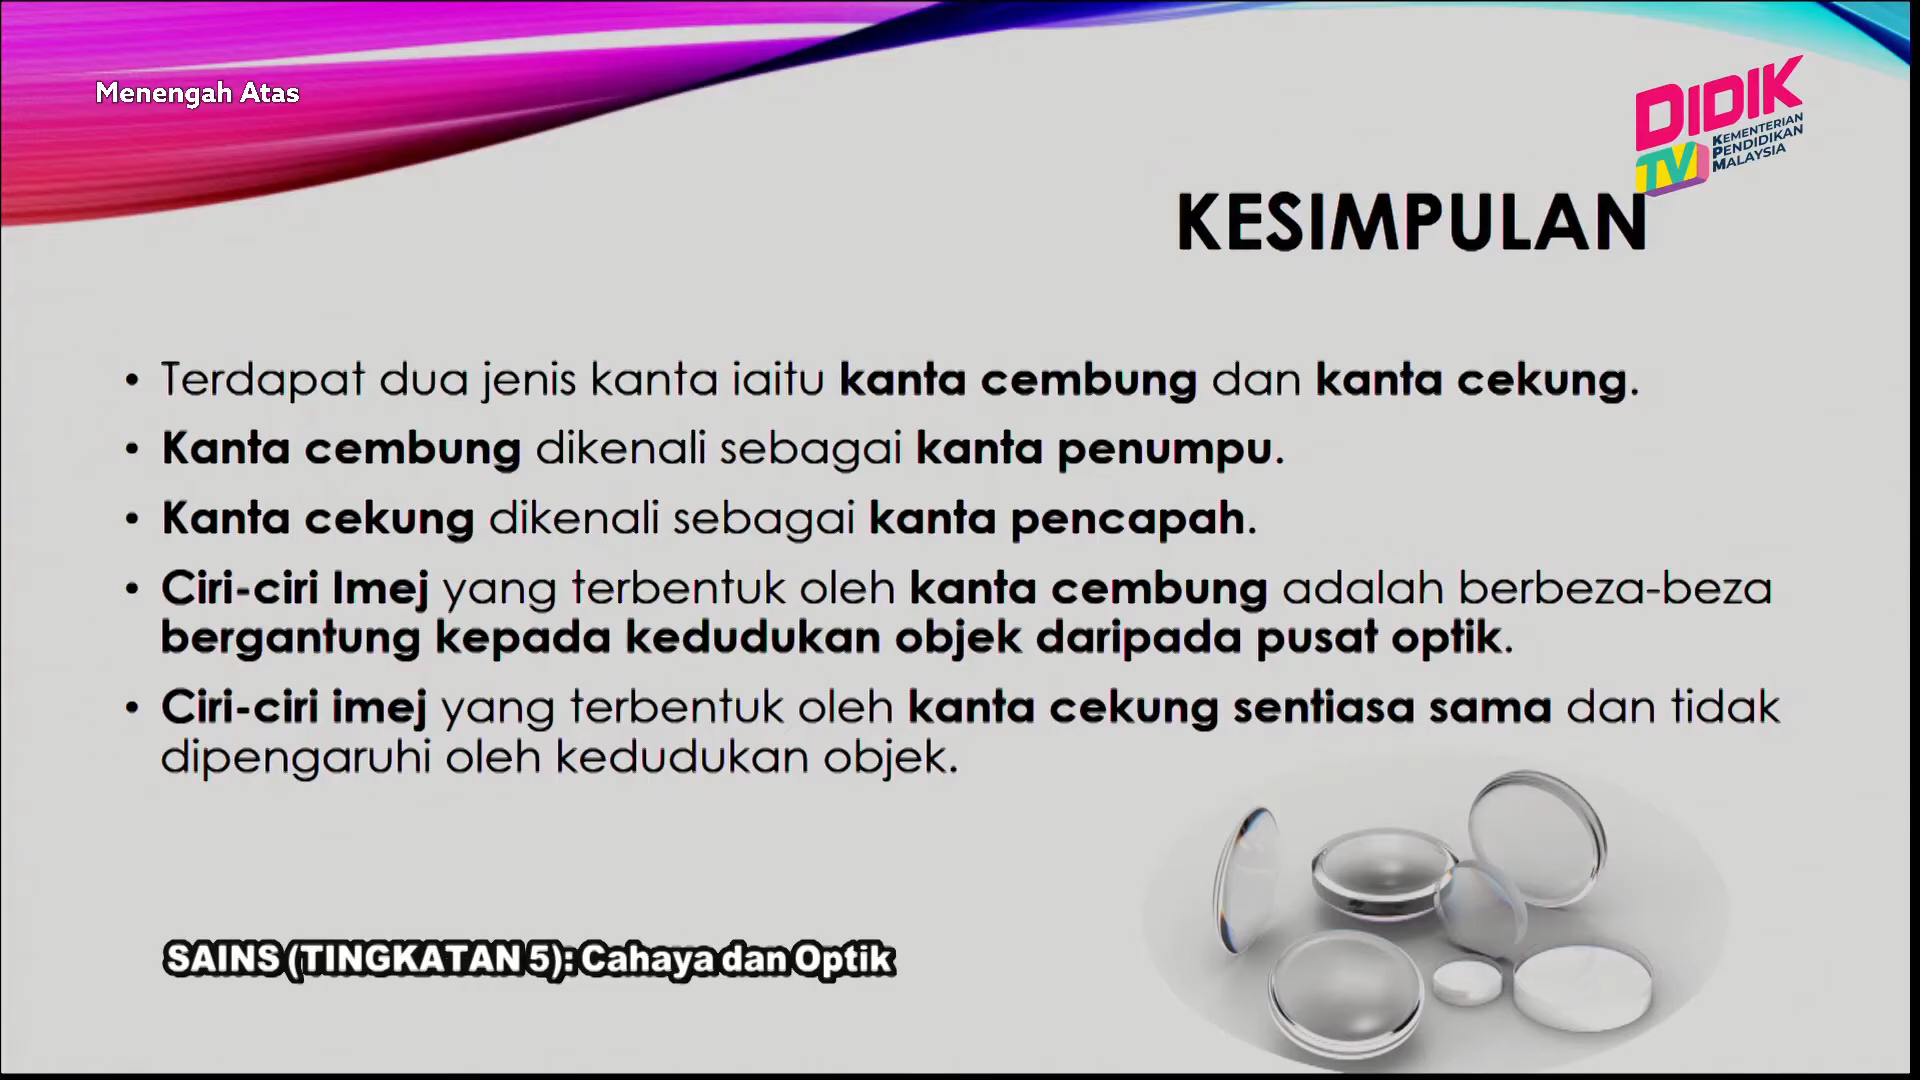 Menengah Atas
DIDIK
TV
KEMENTERIAN
PENDIDIKAN
MALAYSIA
KESIMPULAN
• Terdapat dua jenis kanta iaitu kanta cembung dan kanta cekung.
• Kanta cembung dikenali sebagai kanta penumpu.
• Kanta cekung dikenali sebagai kanta pencapah.
• Ciri-ciri Imej yang terbentuk oleh kanta cembung adalah berbeza-beza
bergantung kepada kedudukan objek daripada pusat optik.
• Ciri-ciri imej yang terbentuk oleh kanta cekung sentiasa sama dan tidak
dipengaruhi oleh kedudukan objek.
SAINS (TINGKATAN 5): Cahaya dan Optik